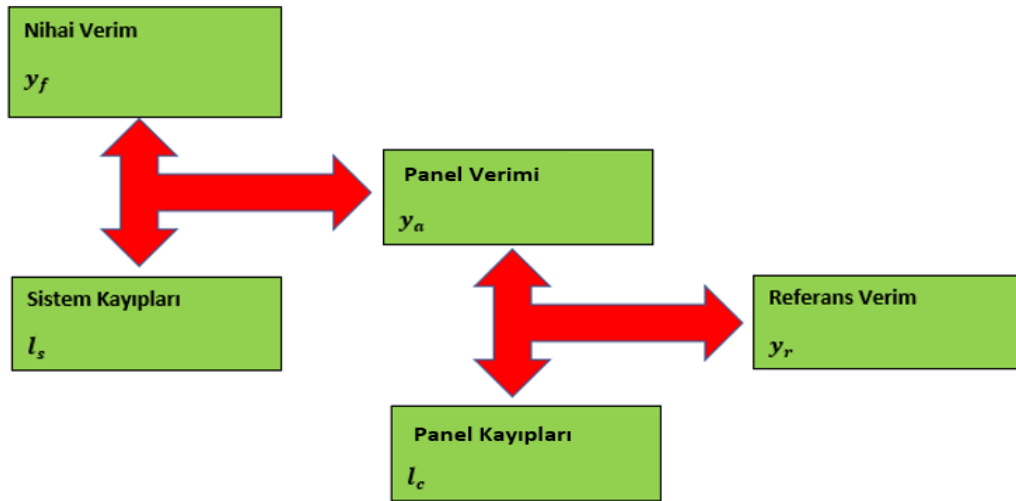 Nihai Verim
y_f
Panel Verimi
y_a
Sistem Kayıpları
l_s
Referans Verim
y_r
Panel Kayıpları
l_c